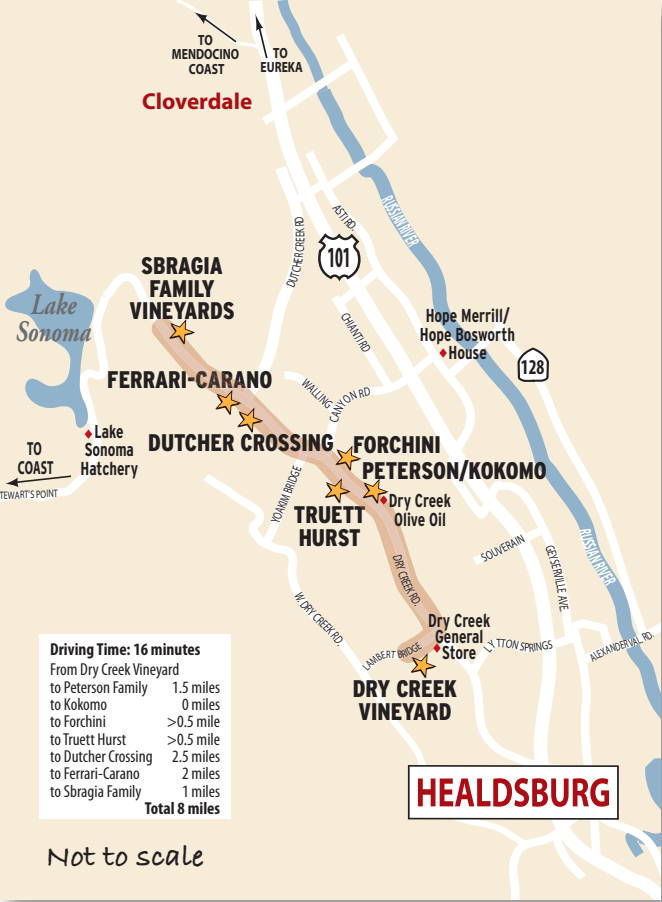 TO
MENDOCINO
COAST
TO
EUREKA
Cloverdale
RUSSIAN RIVER
ASTI RD.
DUTCHER CREEK RD
101
SBRAGIA
FAMILY
VINEYARDS
Lake
Sonoma
CHIANTI RD
Hope Merrill/
Hope Bosworth
House
128
FERRARI-CARANO
WALLING
CANYON RD
DUTCHER CROSSING
FORCHINI
Lake
Sonoma
Hatchery
TO
COAST
TEWART'S POINT
PETERSON/KOKOMO
YOAKIM BRIDGE
Dry Creek
Olive Oil
TRUETT
HURST
SOUVERAIN
GEYSERVILLE AVE.
RUSSIAN RIVER
DRY CREEK RD.
W. DRY CREEK RD.
Dry Creek
General
Store
LAMBERT BRIDGE
LYTTON SPRINGS
ALEXANDER VAL. RD.
DRY CREEK
VINEYARD
Driving Time: 16 minutes
From Dry Creek Vineyard
to Peterson Family 1.5 miles
to Kokomo 0 miles
to Forchini >0.5 mile
to Truett Hurst >0.5 mile
to Dutcher Crossing 2.5 miles
to Ferrari-Carano 2 miles
to Sbragia Family 1 miles
Total 8 miles
HEALDSBURG
Not to scale